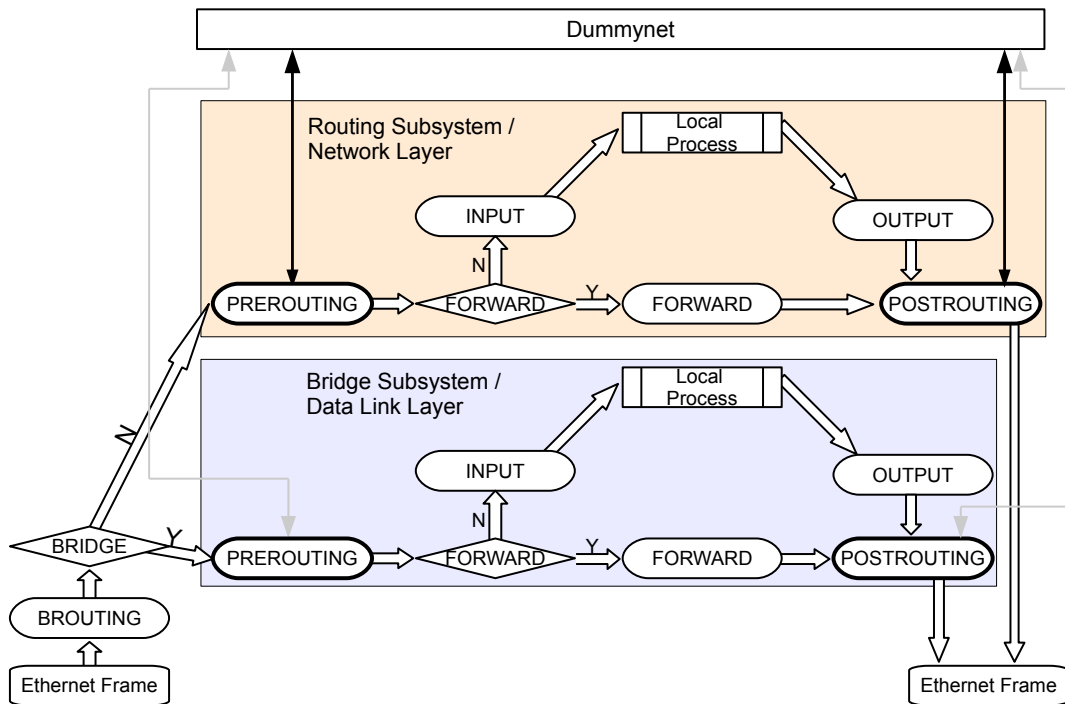 Dummynet
Routing Subsystem /
Network Layer
Local
Process
INPUT
OUTPUT
N
PREROUTING
FORWARD
Y
FORWARD
POSTROUTING
Bridge Subsystem /
Data Link Layer
Local
Process
N
INPUT
OUTPUT
N
BRIDGE
Y
PREROUTING
FORWARD
Y
FORWARD
POSTROUTING
BROUTING
Ethernet Frame
Ethernet Frame